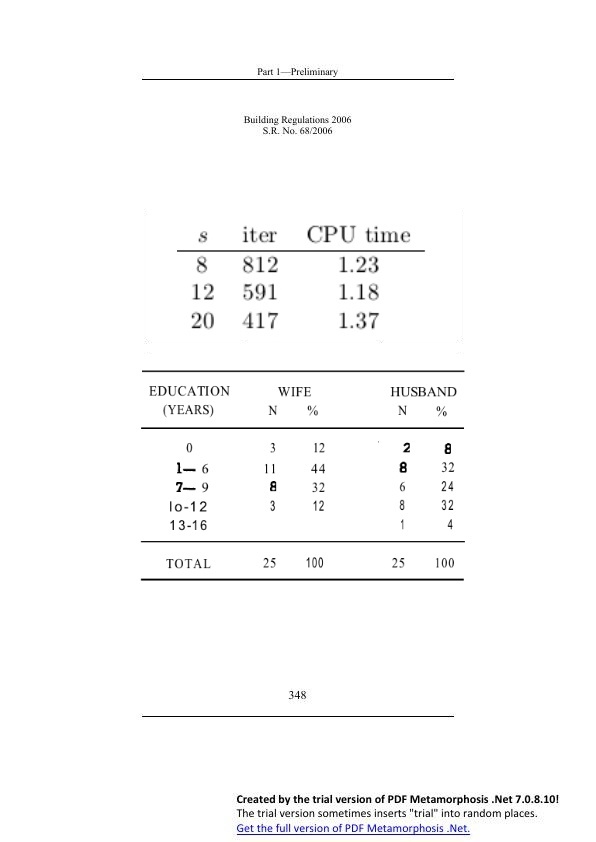 Part 1—Preliminary
Building Regulations 2006
S.R. No. 68/2006
s iter CPU time
8 812 1.23
12 591 1.18
20 417 1.37
EDUCATION WIFE HUSBAND
(YEARS) N % N %
0 3 12 2 8
1— 6 11 44 8 32
7— 9 8 32 6 24
lo-12 3 12 8 32
13-16 1 4
TOTAL 25 100 25 100
348
Created by the trial version of PDF Metamorphosis .Net 7.0.8.10!
The trial version sometimes inserts "trial" into random places.
Get the full version of PDF Metamorphosis .Net.